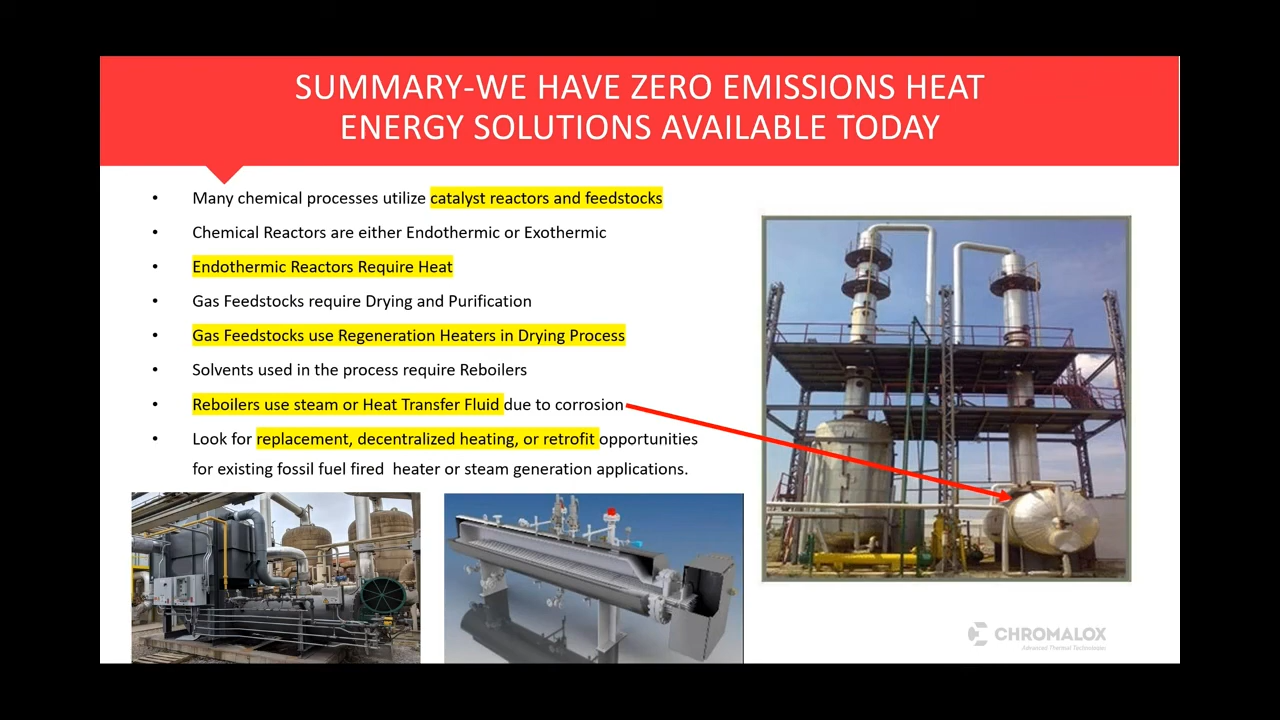 SUMMARY-WE HAVE ZERO EMISSIONS HEAT
ENERGY SOLUTIONS AVAILABLE TODAY
• Many chemical processes utilize catalyst reactors and feedstocks
• Chemical Reactors are either Endothermic or Exothermic
• Endothermic Reactors Require Heat
• Gas Feedstocks require Drying and Purification
• Gas Feedstocks use Regeneration Heaters in Drying Process
• Solvents used in the process require Reboilers
• Reboilers use steam or Heat Transfer Fluid due to corrosion
• Look for replacement, decentralized heating, or retrofit opportunities
for existing fossil fuel fired heater or steam generation applications.
CHROMALOX
Advanced Thermal Technologies